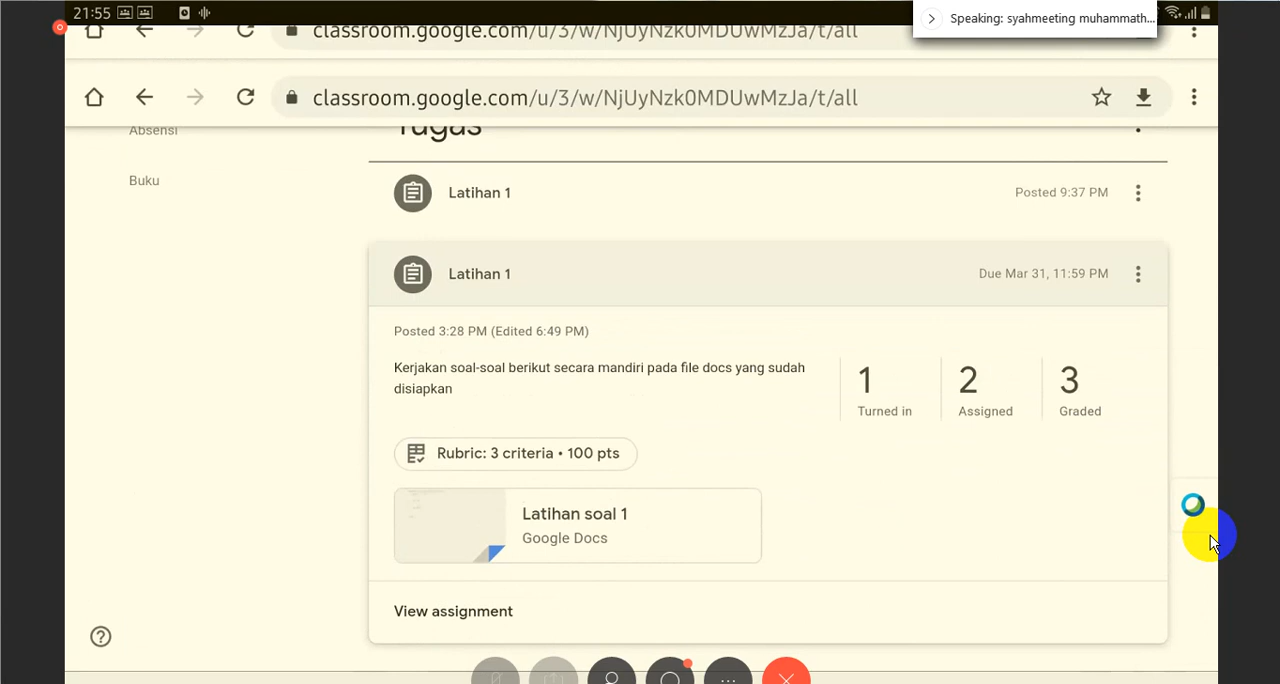 21:55
Speaking: syahmeeting muhammath...
classroom.google.com/u/3/w/NjUyNzk0MDUwMzJa/t/all
classroom.google.com/u/3/w/NjUyNzk0MDUwMzJa/t/all
Absensi
Tugas
Buku
Latihan 1
Posted 9:37 PM
Latihan 1
Due Mar 31, 11:59 PM
Posted 3:28 PM (Edited 6:49 PM)
Kerjakan soal-soal berikut secara mandiri pada file docs yang sudah
disiapkan
1
2
3
Turned in
Assigned
Graded
Rubric: 3 criteria • 100 pts
Latihan soal 1
Google Docs
View assignment